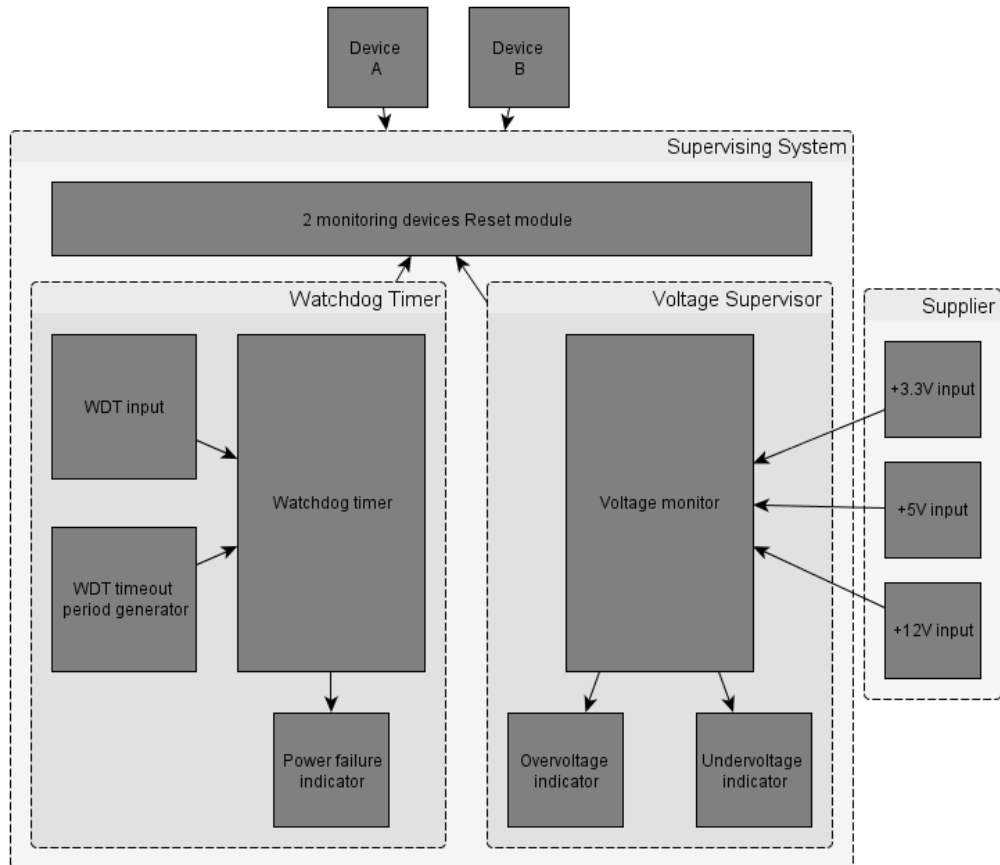 Device
A
Device
B
Supervising System
2 monitoring devices Reset module
Watchdog Timer
WDT input
Watchdog timer
WDT timeout
period generator
Power failure
indicator
Voltage Supervisor
Voltage monitor
Overvoltage
indicator
Undervoltage
indicator
Supplier
+3.3V input
+5V input
+12V input